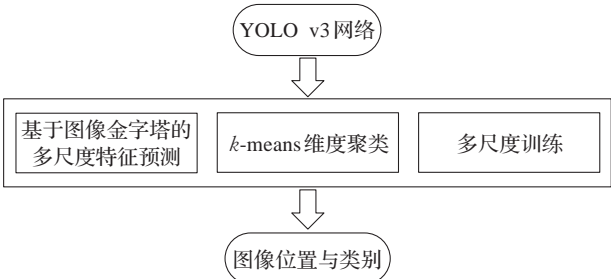 YOLO v3网络
基于图像金字塔的
多尺度特征预测
k-means维度聚类
多尺度训练
图像位置与类别